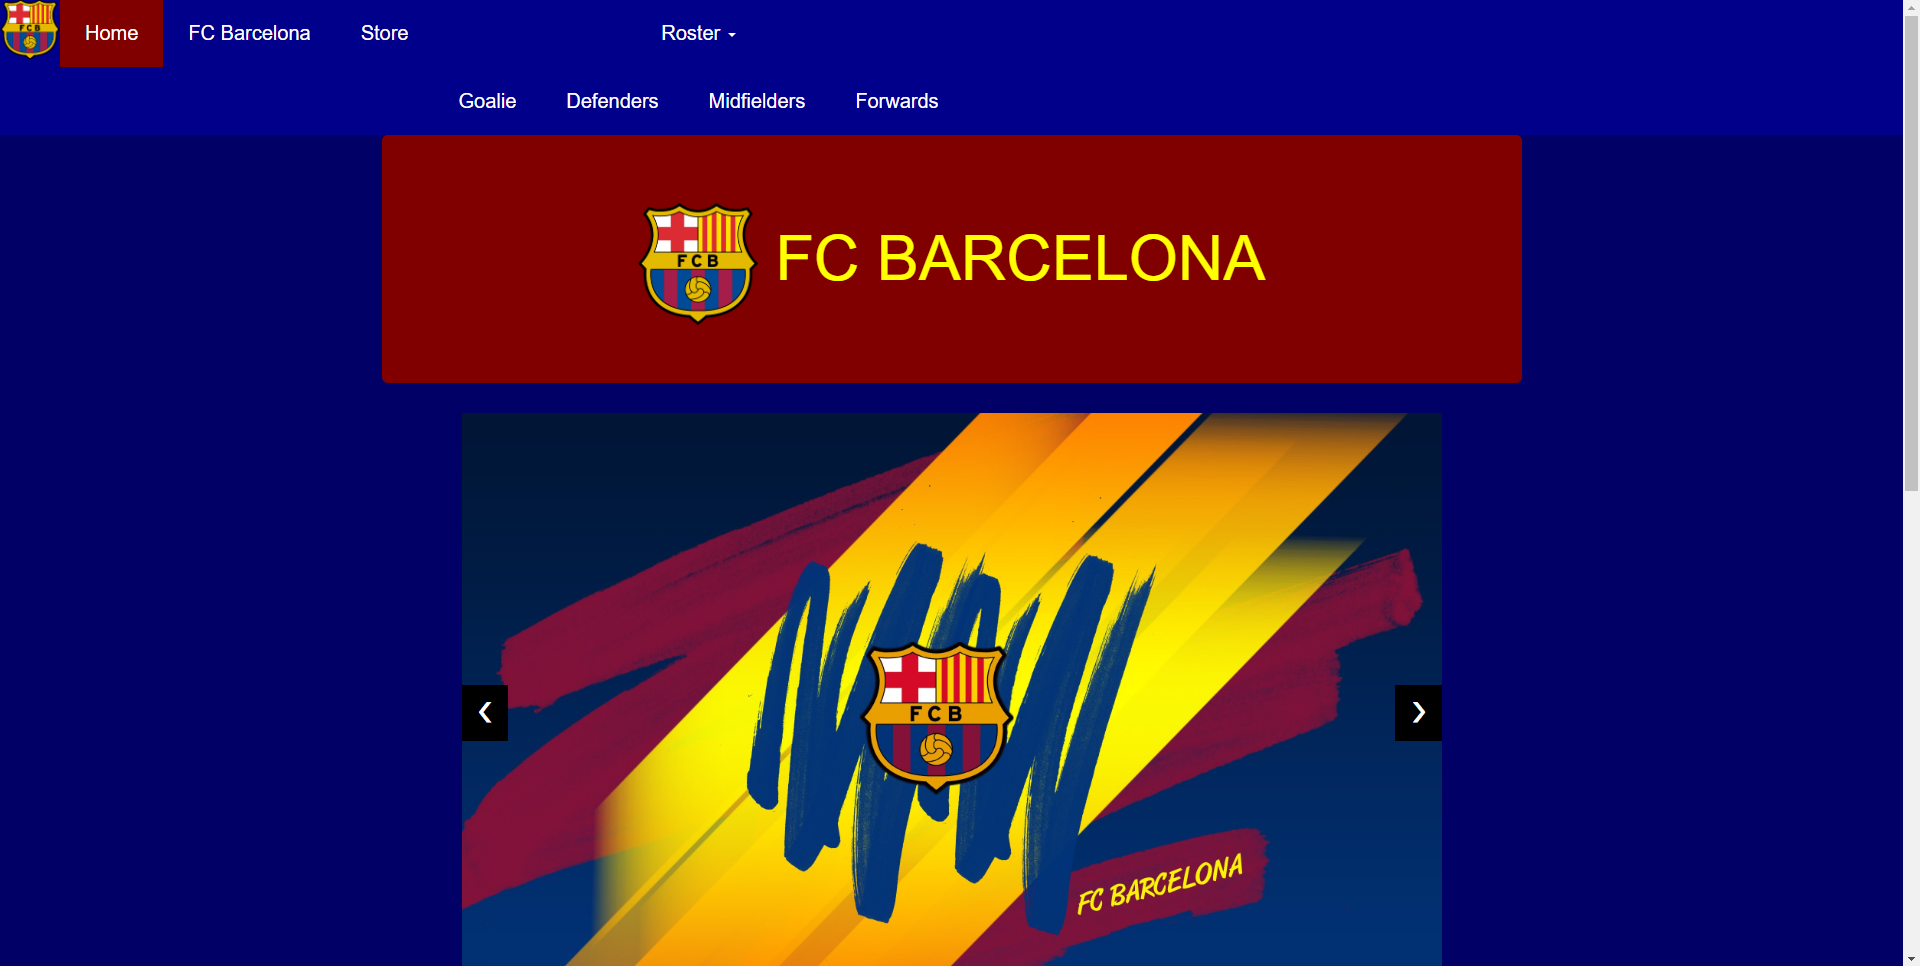 FCB
Home
FC Barcelona
Store
Roster
Goalie
Defenders
Midfielders
Forwards
FCB
FC BARCELONA
FCB
FC BARCELONA